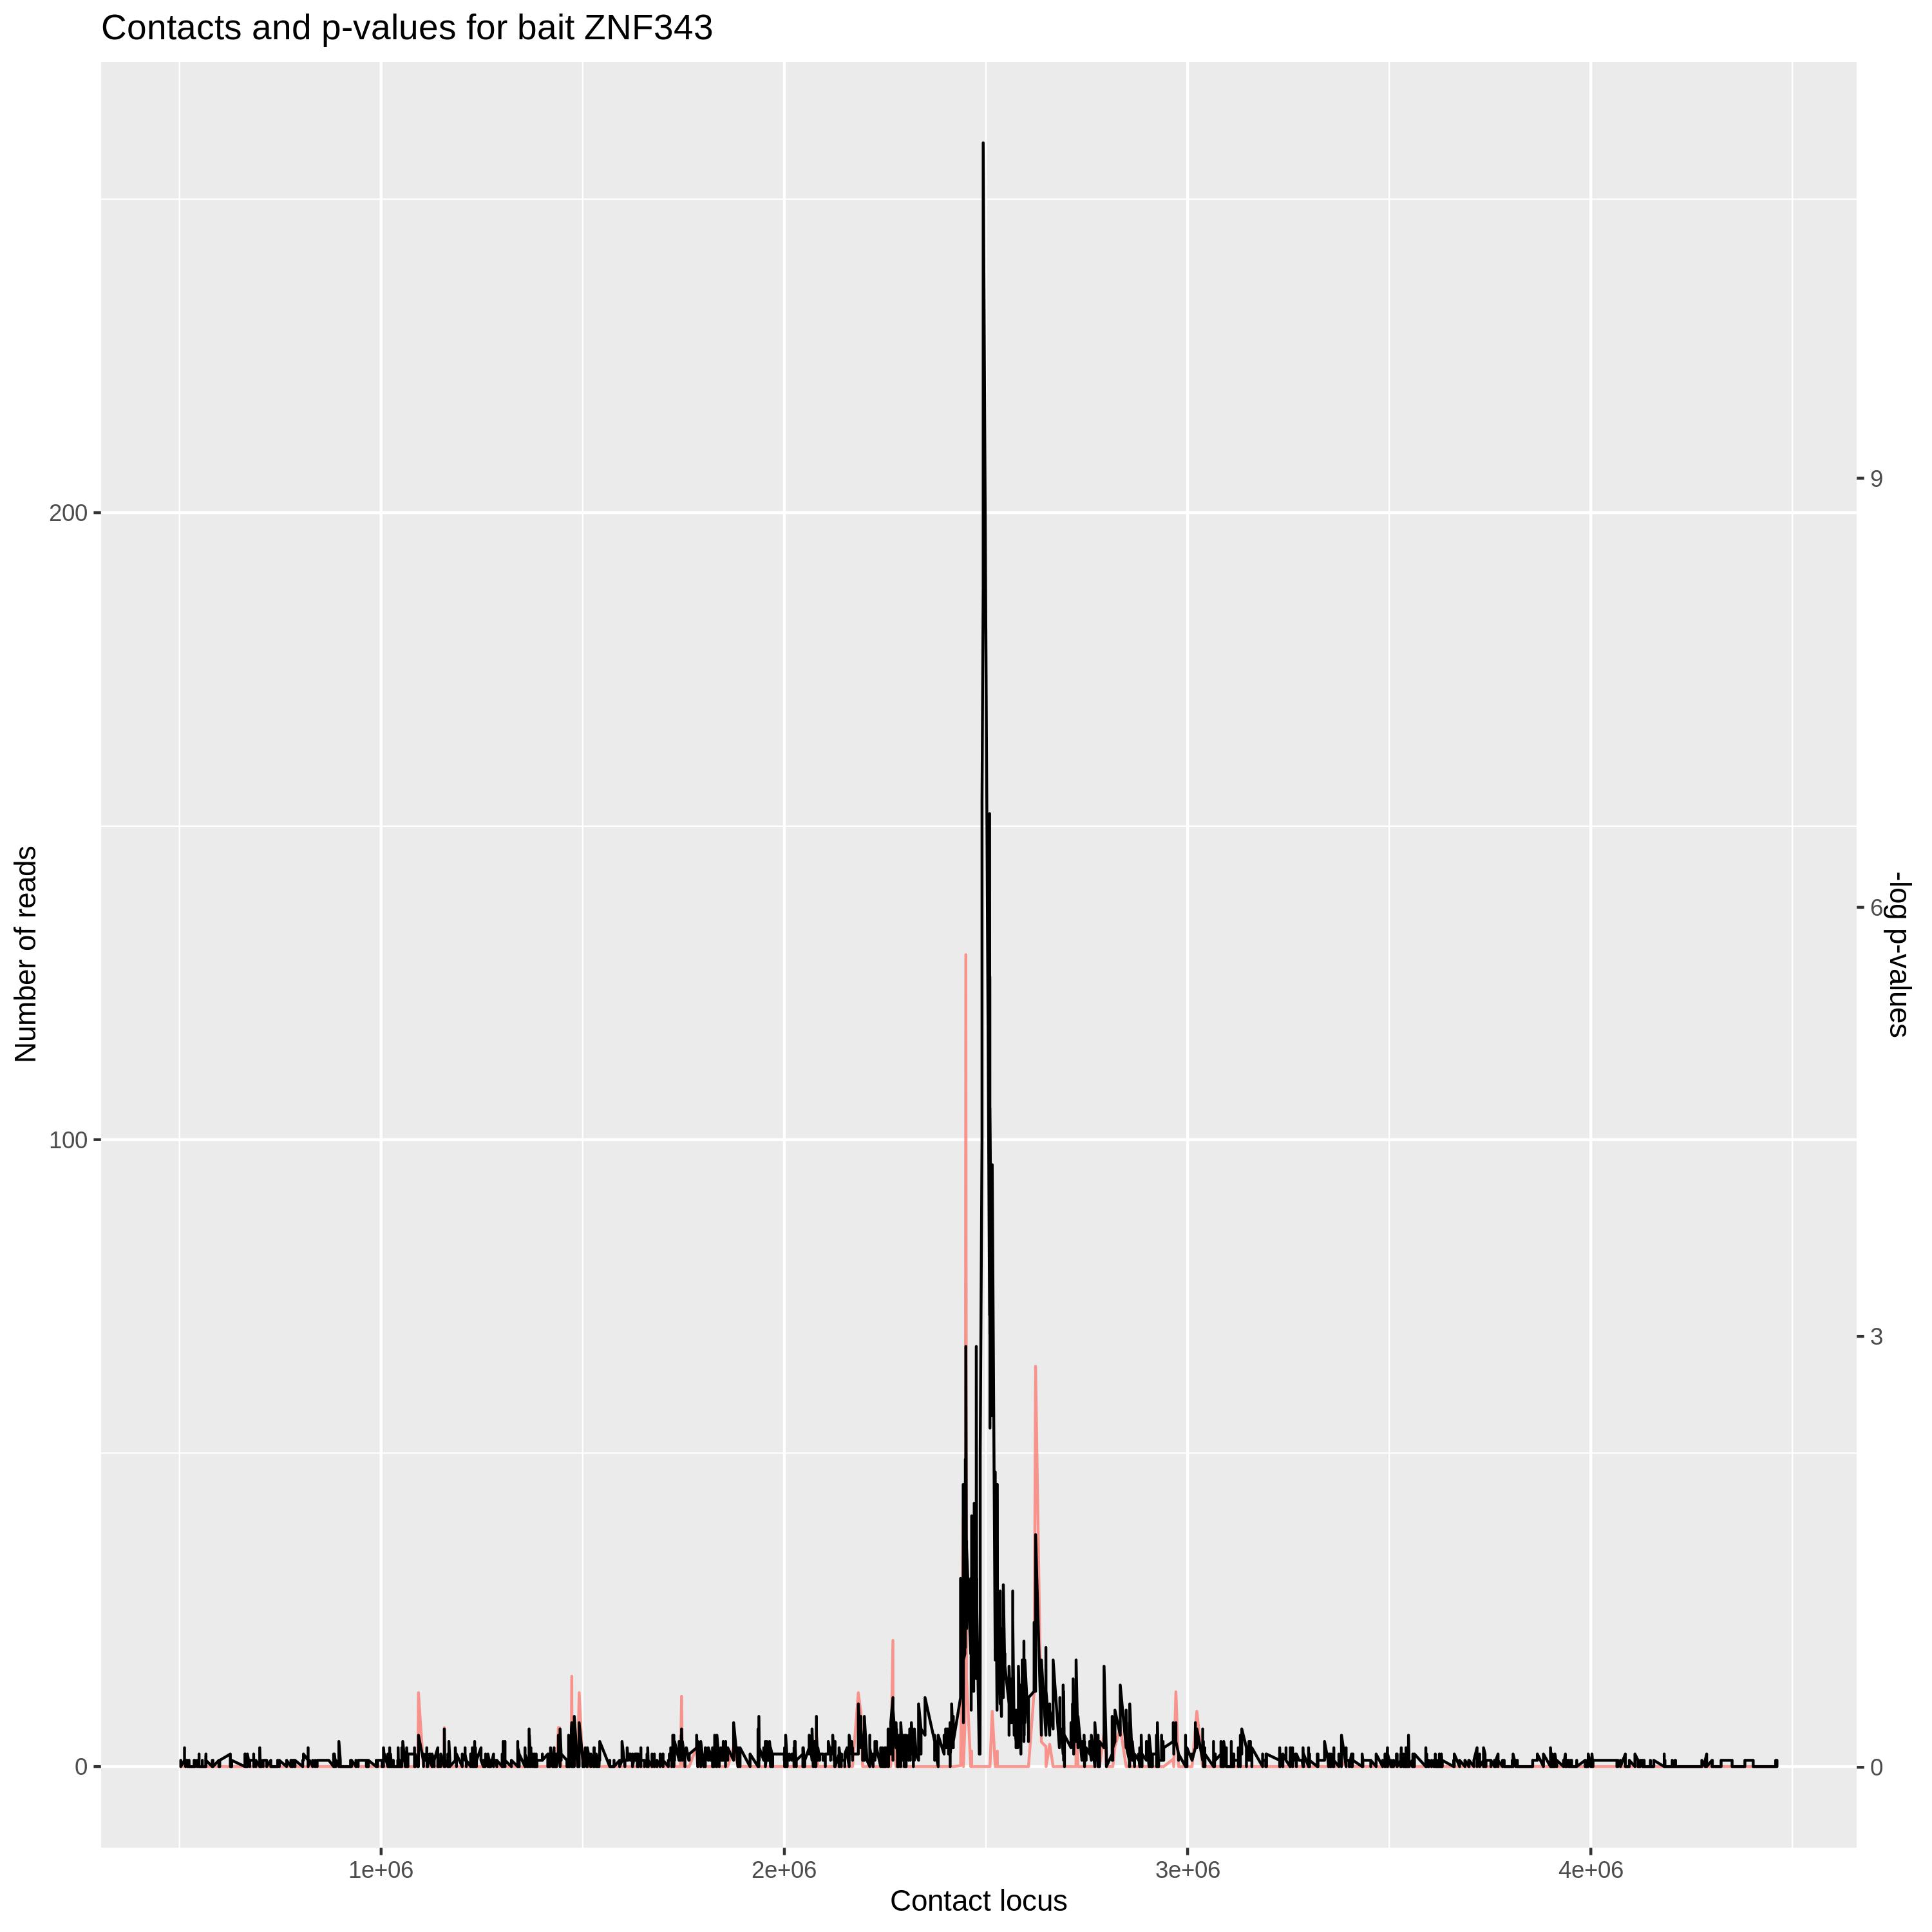 Contacts and p-values for bait ZNF343
Number of reads
200
100
0
9
6
3
0
-log p-values
1e+06
2e+06
3e+06
4e+06
Contact locus